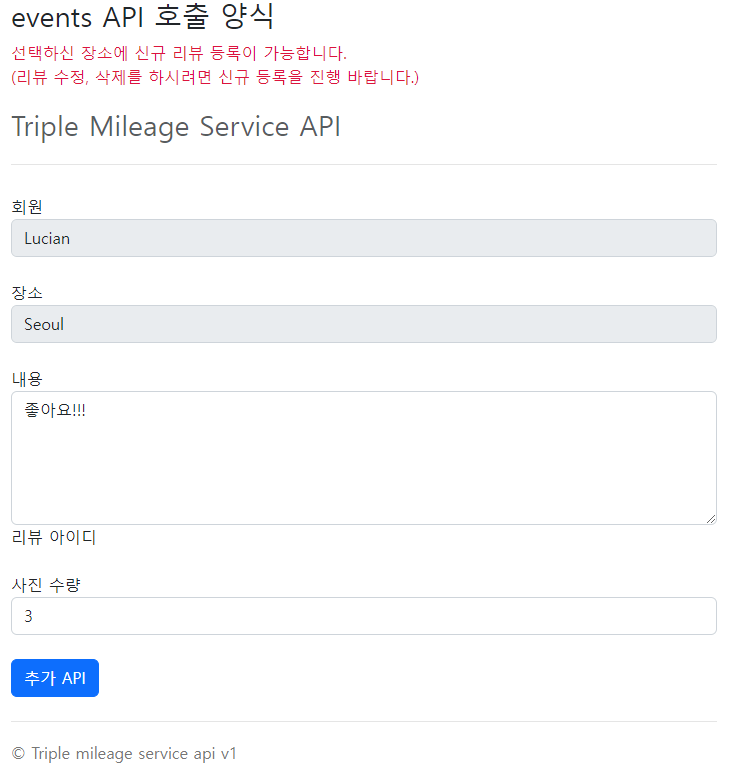 events API 호출 양식
선택하신 장소에 신규 리뷰 등록이 가능합니다.
(리뷰 수정, 삭제를 하시려면 신규 등록을 진행 바랍니다.)
Triple Mileage Service API
회원
Lucian
장소
Seoul
내용
좋아요!!!
리뷰 아이디
사진 수량
3
추가 API
© Triple mileage service api v1